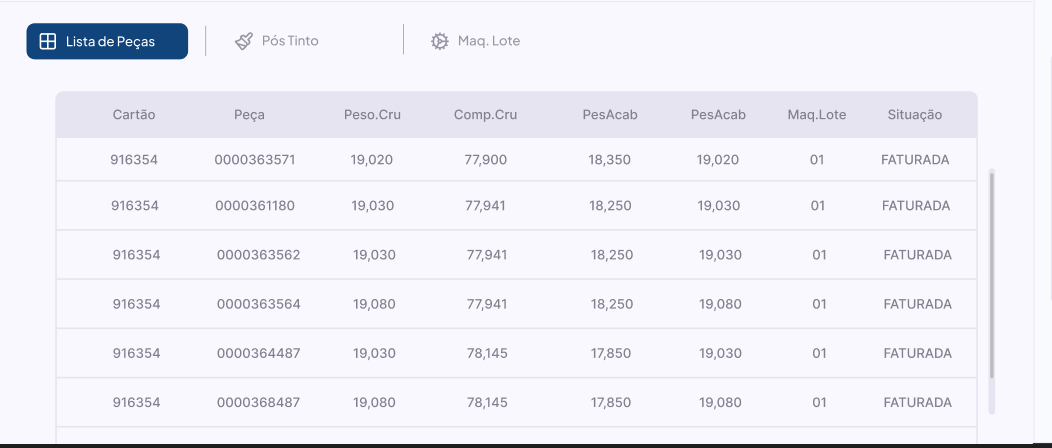 Lista de Peças Pós Tinto Maq. Lote
Cartão Peça Peso.Cru Comp.Cru PesAcab PesAcab Maq.Lote Situação
916354 0000363571 19,020 77,900 18,350 19,020 01 FATURADA
916354 0000361180 19,030 77,941 18,250 19,030 01 FATURADA
916354 0000363562 19,030 77,941 18,250 19,030 01 FATURADA
916354 0000363564 19,080 77,941 18,250 19,080 01 FATURADA
916354 0000364487 19,030 78,145 17,850 19,030 01 FATURADA
916354 0000368487 19,080 78,145 17,850 19,080 01 FATURADA